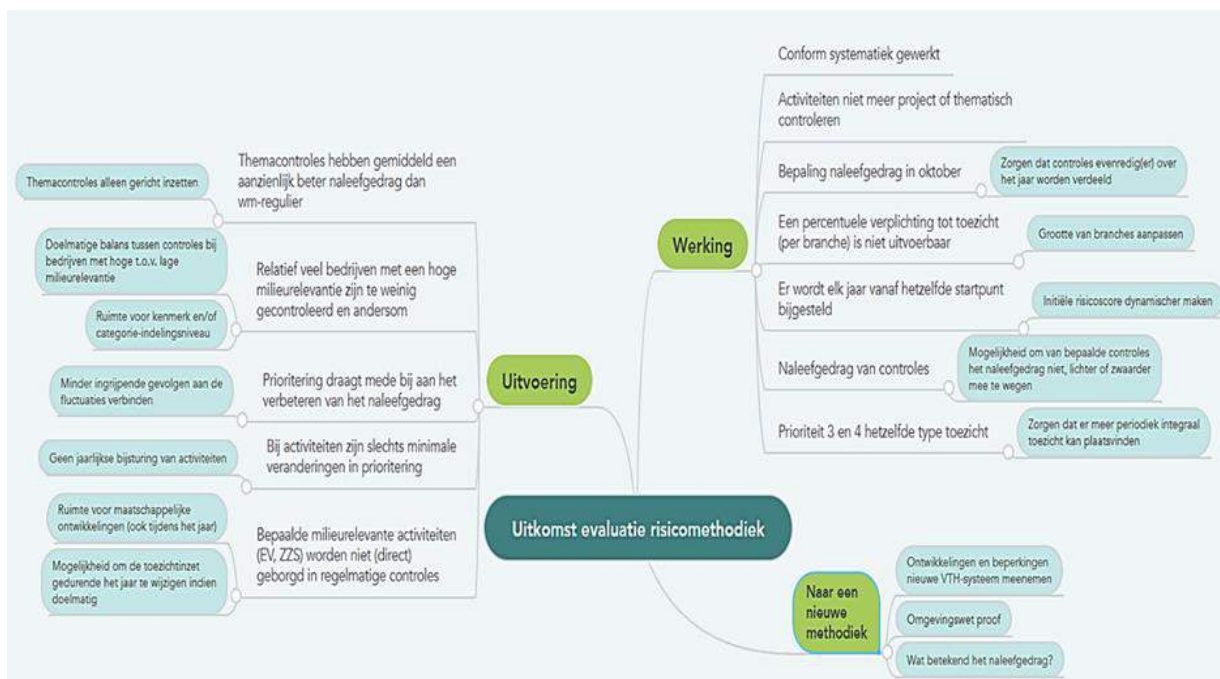 Uitkomst evaluatie risicomethodiek
Uitvoering
Themacontroles hebben gemiddeld een
aanzienlijk beter naleefgedrag dan
wm-regulier
Themacontroles alleen gericht inzetten
Relatief veel bedrijven met een hoge
milieurelevantie zijn te weinig
gecontroleerd en andersom
Doelmatige balans tussen controles bij
bedrijven met hoge t.o.v. lage
milieurelevantie
Ruimte voor kenmerk en/of
categorie-indelingsniveau
Prioritering draagt mede bij aan het
verbeteren van het naleefgedrag
Minder ingrijpende gevolgen aan de
fluctuaties verbinden
Bij activiteiten zijn slechts minimale
veranderingen in prioritering
Geen jaarlijkse bijsturing van activiteiten
Bepaalde milieurelevante activiteiten
(EV, ZZS) worden niet (direct)
geborgd in regelmatige controles
Ruimte voor maatschappelijke
ontwikkelingen (ook tijdens het jaar)
Mogelijkheid om de toezichtinzet
gedurende het jaar te wijzigen indien
doelmatig
Werking
Conform systematiek gewerkt
Activiteiten niet meer project of thematisch
controleren
Bepaling naleefgedrag in oktober
Zorgen dat controles evenredig(er) over
het jaar worden verdeeld
Een percentuele verplichting tot toezicht
(per branche) is niet uitvoerbaar
Grootte van branches aanpassen
Er wordt elk jaar vanaf hetzelfde startpunt
bijgesteld
Initiële risicoscore dynamischer maken
Naleefgedrag van controles
Mogelijkheid om van bepaalde controles
het naleefgedrag niet, lichter of zwaarder
mee te wegen
Prioriteit 3 en 4 hetzelfde type toezicht
Zorgen dat er meer periodiek integraal
toezicht kan plaatsvinden
Naar een
nieuwe
methodiek
Ontwikkelingen en beperkingen
nieuwe VTH-systeem meenemen
Omgevingswet proof
Wat betekend het naleefgedrag?